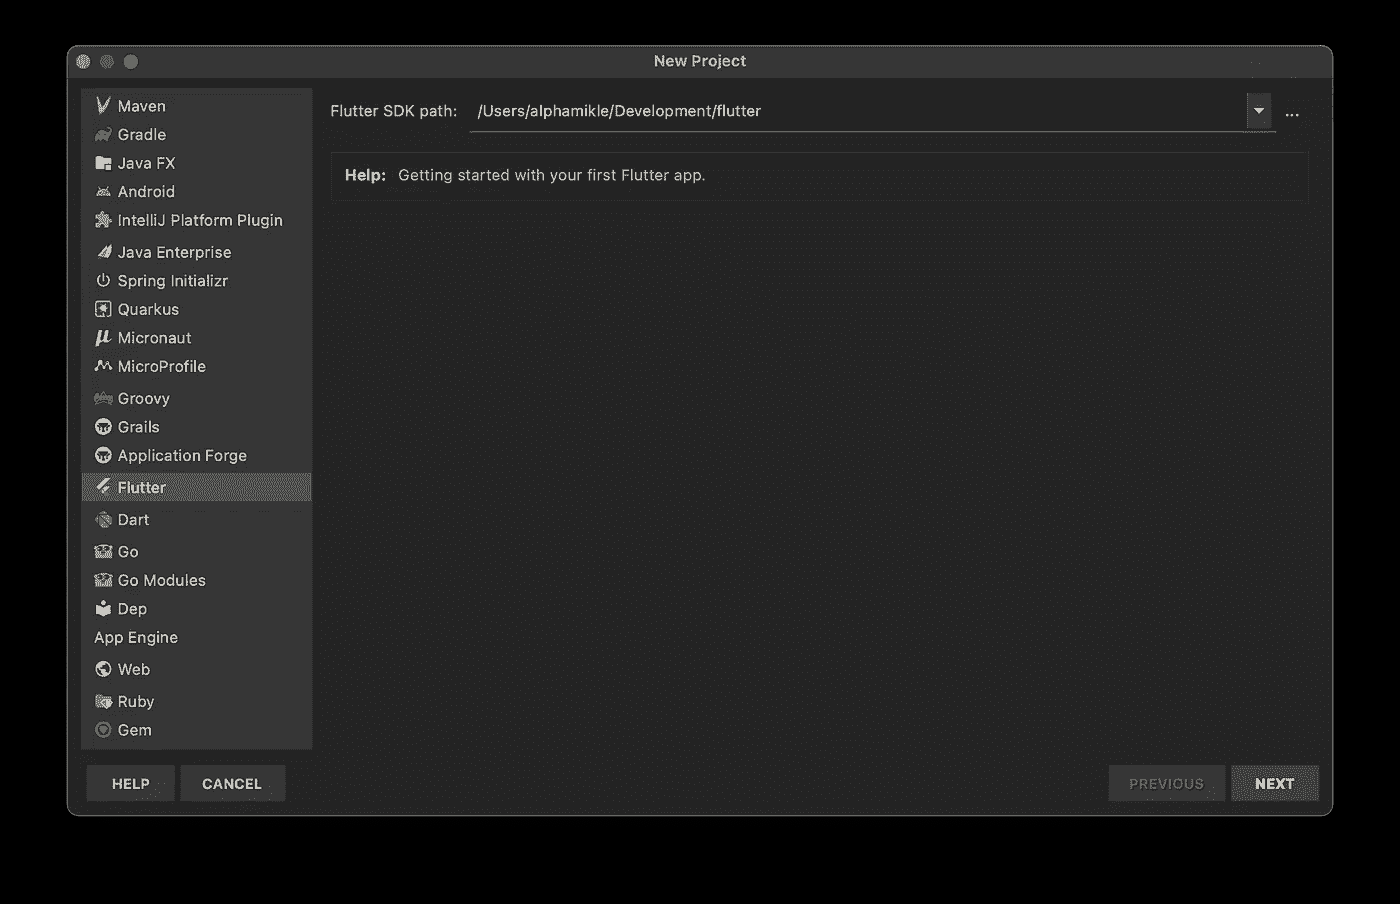 New Project
Maven
Gradle
Java FX
Android
IntelliJ Platform Plugin
Java Enterprise
Spring Initializr
Quarkus
Micronaut
MicroProfile
Groovy
Grails
Application Forge
Flutter
Dart
Go
Go Modules
Dep
App Engine
Web
Ruby
Gem
Flutter SDK path: /Users/alphamikle/Development/flutter ...
Help: Getting started with your first Flutter app.
HELP CANCEL PREVIOUS NEXT